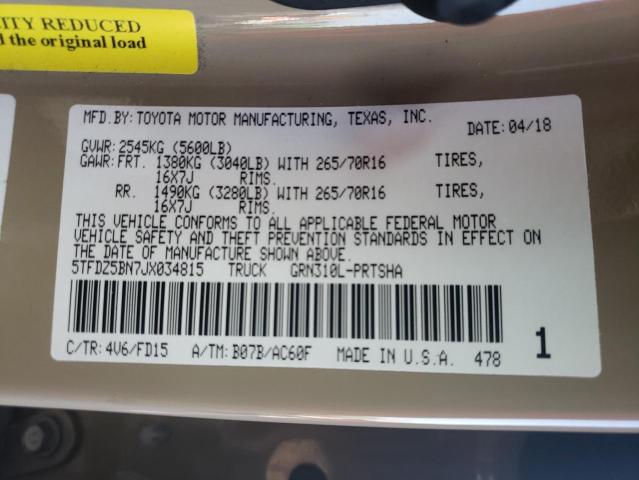 ITY REDUCED
the original load
MFD.BY: TOYOTA MOTOR MANUFACTURING, TEXAS, INC. DATE: 04/18
GVWR: 2545KG (5600LB)
GAWR: FRT. 1380KG (3040LB) WITH 265/70R16 TIRES,
16X7J RIMS.
RR. 1490KG (3280LB) WITH 265/70R16 TIRES,
16X7J RIMS.
THIS VEHICLE CONFORMS TO ALL APPLICABLE FEDERAL MOTOR
VEHICLE SAFETY AND THEFT PREVENTION STANDARDS IN EFFECT ON
THE DATE OF MANUFACTURE SHOWN ABOVE.
5TFDZ5BN7JX034815 TRUCK GRN310L-PRTSHA
C/TR: 4V6/FD15 A/TM: B07B/AC60F MADE IN U.S.A. 478 1